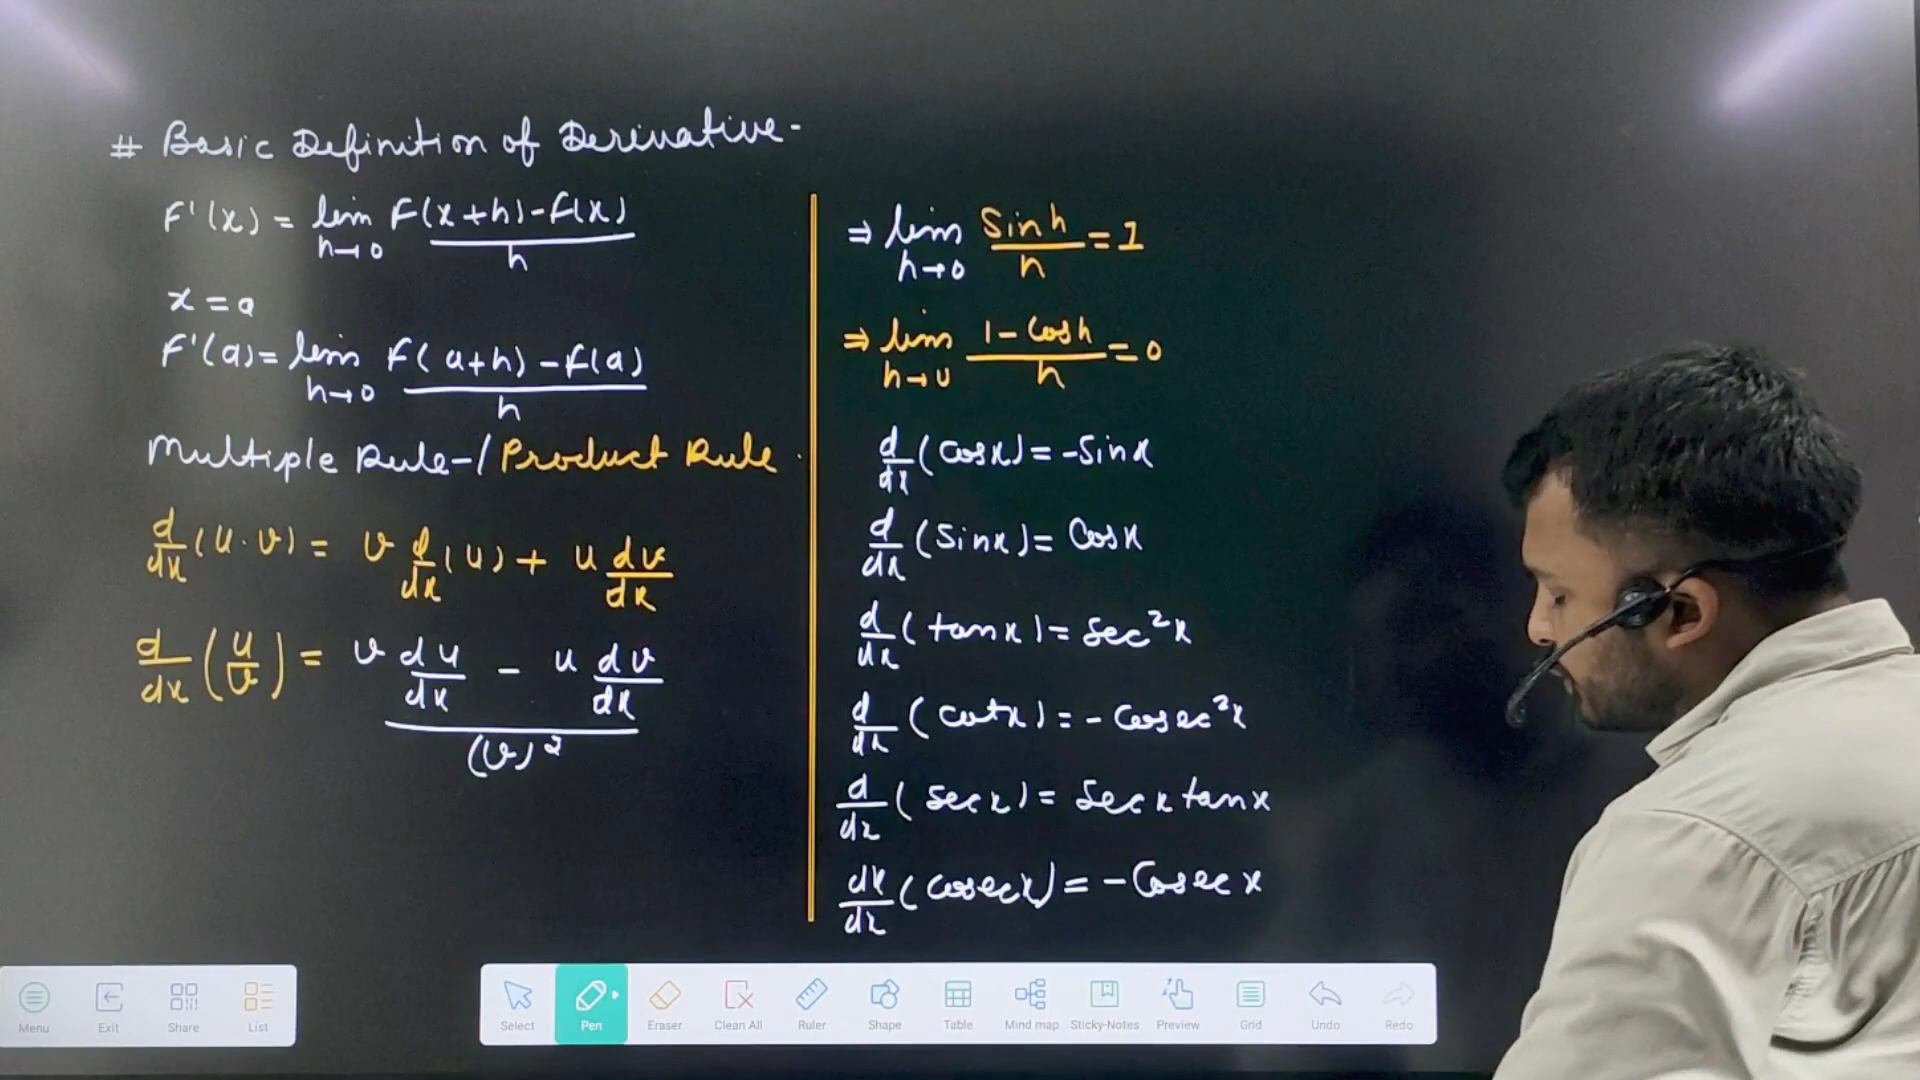 # Basic Definition of Derivative-
F'(x) = lim F(x+h)-f(x)
h→0 h
x = a
F'(a)= lim F(a+h) -f(a)
h→0 h
Multiple Rule-/Product Rule
d/dx (u.v) = v d/dx (u) + u dv/dx
d/dx (u/v) = v du/dx - u dv/dx
(v)²
⇒ lim Sinh/h = 1
h→0
⇒ lim 1-Cosh/h = 0
h→0
d/dx (Cosx) = -Sinx
d/dx (Sinx) = Cosx
d/dx (tanx) = Sec²x
d/dx (cotx) = - Cosec²x
d/dx (Secx) = Secx tanx
dx/dx (Cosecx) = -Cosec x
Menu Exit Share List
Select Pen Eraser Clean All Ruler Shape Table Mind map Sticky-Notes Preview Grid Undo Redo